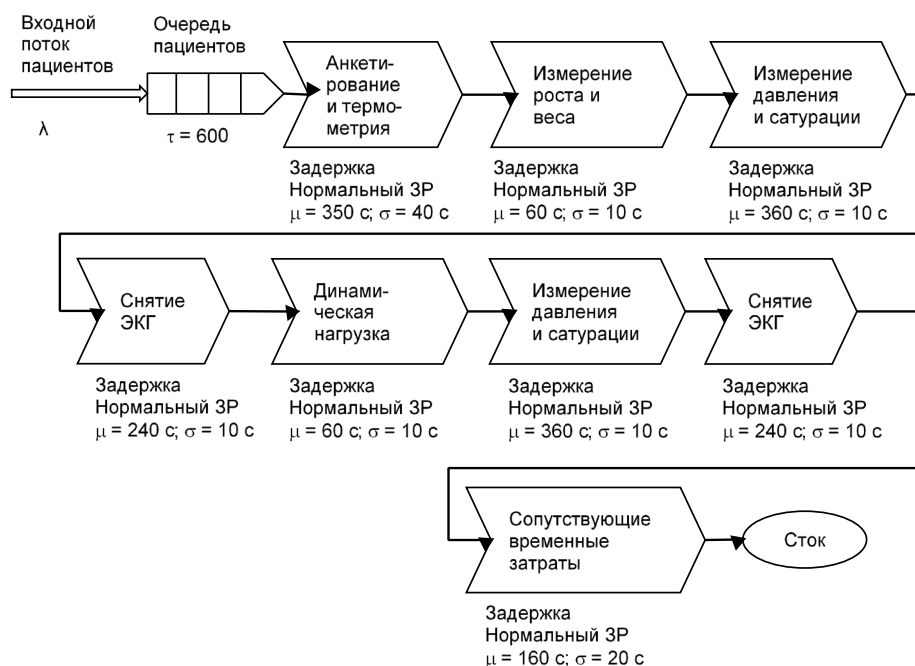 Входной
поток
пациентов
λ
Очередь
пациентов
τ = 600
Анкети-
рование
и термо-
метрия
Задержка
Нормальный ЗР
μ = 350 с; σ = 40 с
Измерение
роста и
веса
Задержка
Нормальный ЗР
μ = 60 с; σ = 10 с
Измерение
давления
и сатурации
Задержка
Нормальный ЗР
μ = 360 с; σ = 10 с
Снятие
ЭКГ
Задержка
Нормальный ЗР
μ = 240 с; σ = 10 с
Динами-
ческая
нагрузка
Задержка
Нормальный ЗР
μ = 60 с; σ = 10 с
Измерение
давления
и сатурации
Задержка
Нормальный ЗР
μ = 360 с; σ = 10 с
Снятие
ЭКГ
Задержка
Нормальный ЗР
μ = 240 с; σ = 10 с
Сопутствующие
временные
затраты
Задержка
Нормальный ЗР
μ = 160 с; σ = 20 с
Сток